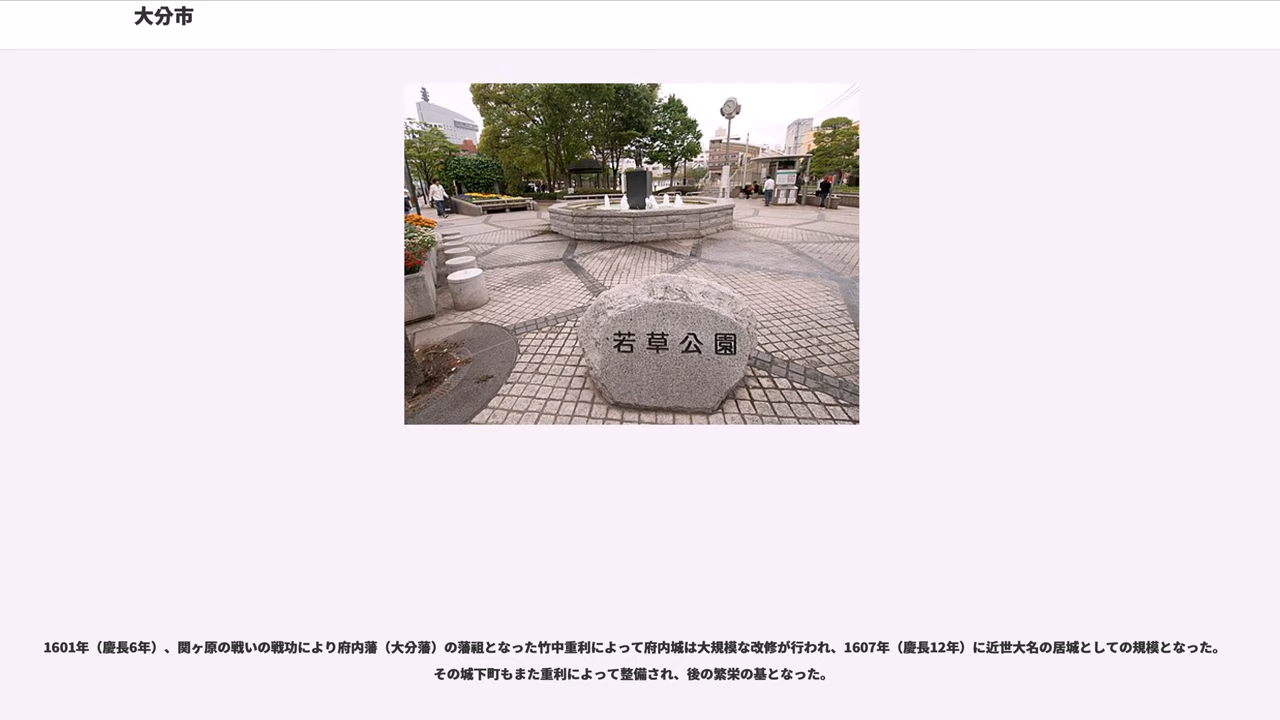 大分市
若草公園
1601年（慶長6年）、関ヶ原の戦いの戦功により府内藩（大分藩）の藩祖となった竹中重利によって府内城は大規模な改修が行われ、1607年（慶長12年）に近世大名の居城としての規模となった。
その城下町もまた重利によって整備され、後の繁栄の基となった。